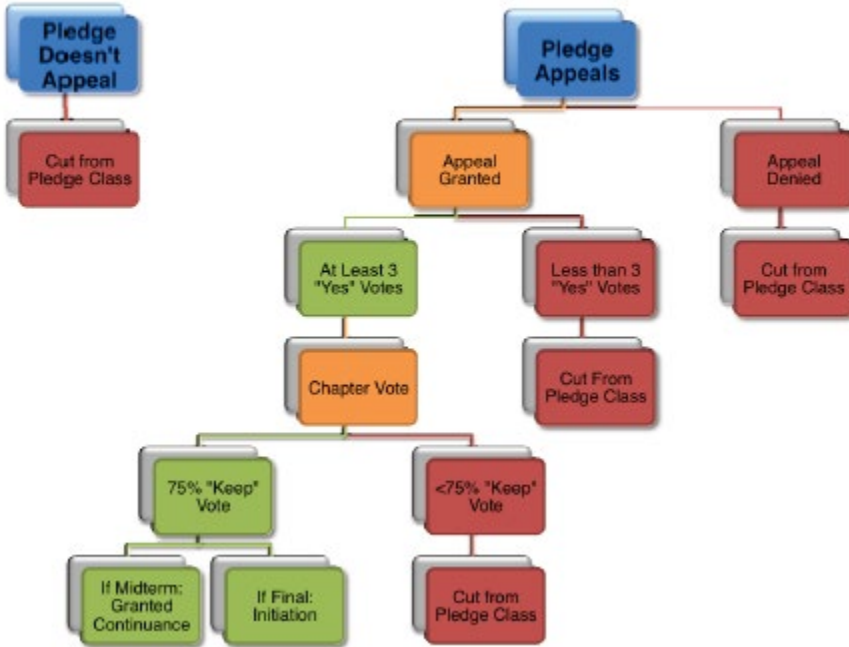 Pledge
Doesn't
Appeal
Cut from
Pledge Class
Pledge
Appeals
Appeal
Granted
Appeal
Denied
At Least 3
"Yes" Votes
Less than 3
"Yes" Votes
Cut from
Pledge Class
Chapter Vote
Cut From
Pledge Class
75% "Keep"
Vote
<75% "Keep"
Vote
If Midterm:
Granted
Continuance
If Final:
Initiation
Cut from
Pledge Class